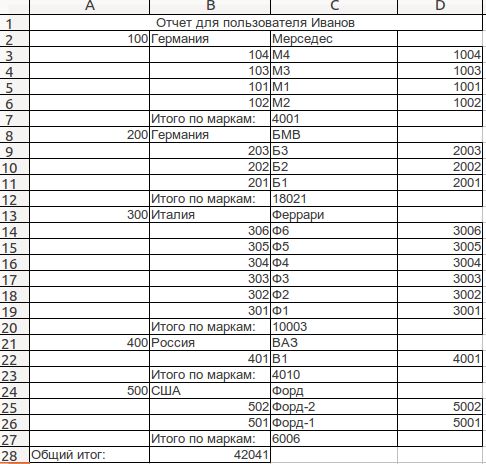 A B C D
1 Отчет для пользователя Иванов
2 100 Германия Мерседес
3 104 М4 1004
4 103 М3 1003
5 101 М1 1001
6 102 М2 1002
7 Итого по маркам: 4001
8 200 Германия БМВ
9 203 Б3 2003
10 202 Б2 2002
11 201 Б1 2001
12 Итого по маркам: 18021
13 300 Италия Феррари
14 306 Ф6 3006
15 305 Ф5 3005
16 304 Ф4 3004
17 303 Ф3 3003
18 302 Ф2 3002
19 301 Ф1 3001
20 Итого по маркам: 10003
21 400 Россия ВАЗ
22 401 В1 4001
23 Итого по маркам: 4010
24 500 США Форд
25 502 Форд-2 5002
26 501 Форд-1 5001
27 Итого по маркам: 6006
28 Общий итог: 42041